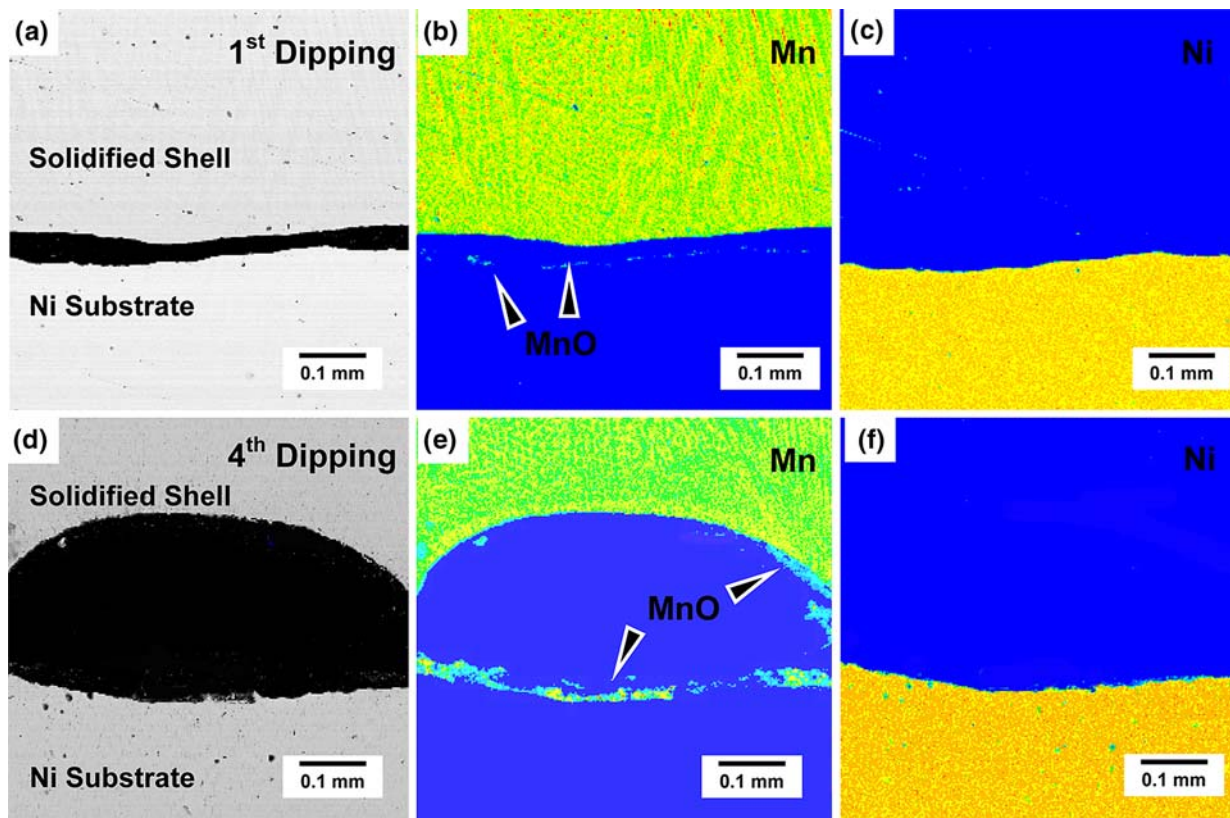 (a)
1st Dipping
Solidified Shell
Ni Substrate
0.1 mm
(b)
Mn
MnO
0.1 mm
(c)
Ni
0.1 mm
(d)
4th Dipping
Solidified Shell
Ni Substrate
0.1 mm
(e)
Mn
MnO
0.1 mm
(f)
Ni
0.1 mm